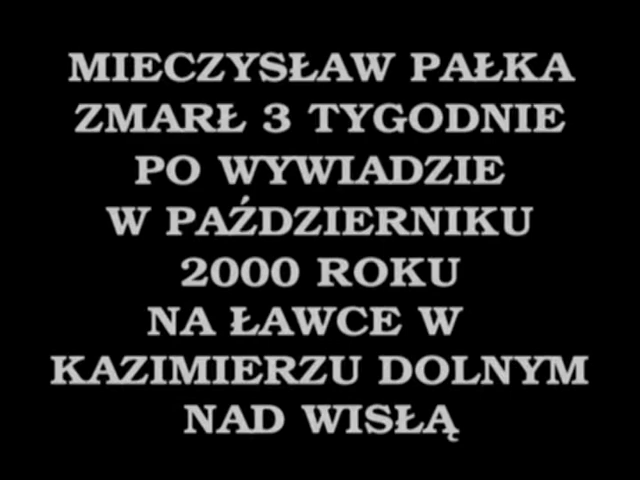 MIECZYSŁAW PAŁKA
ZMARŁ 3 TYGODNIE
PO WYWIADZIE
W PAŹDZIERNIKU
2000 ROKU
NA ŁAWCE W
KAZIMIERZU DOLNYM
NAD WISŁĄ